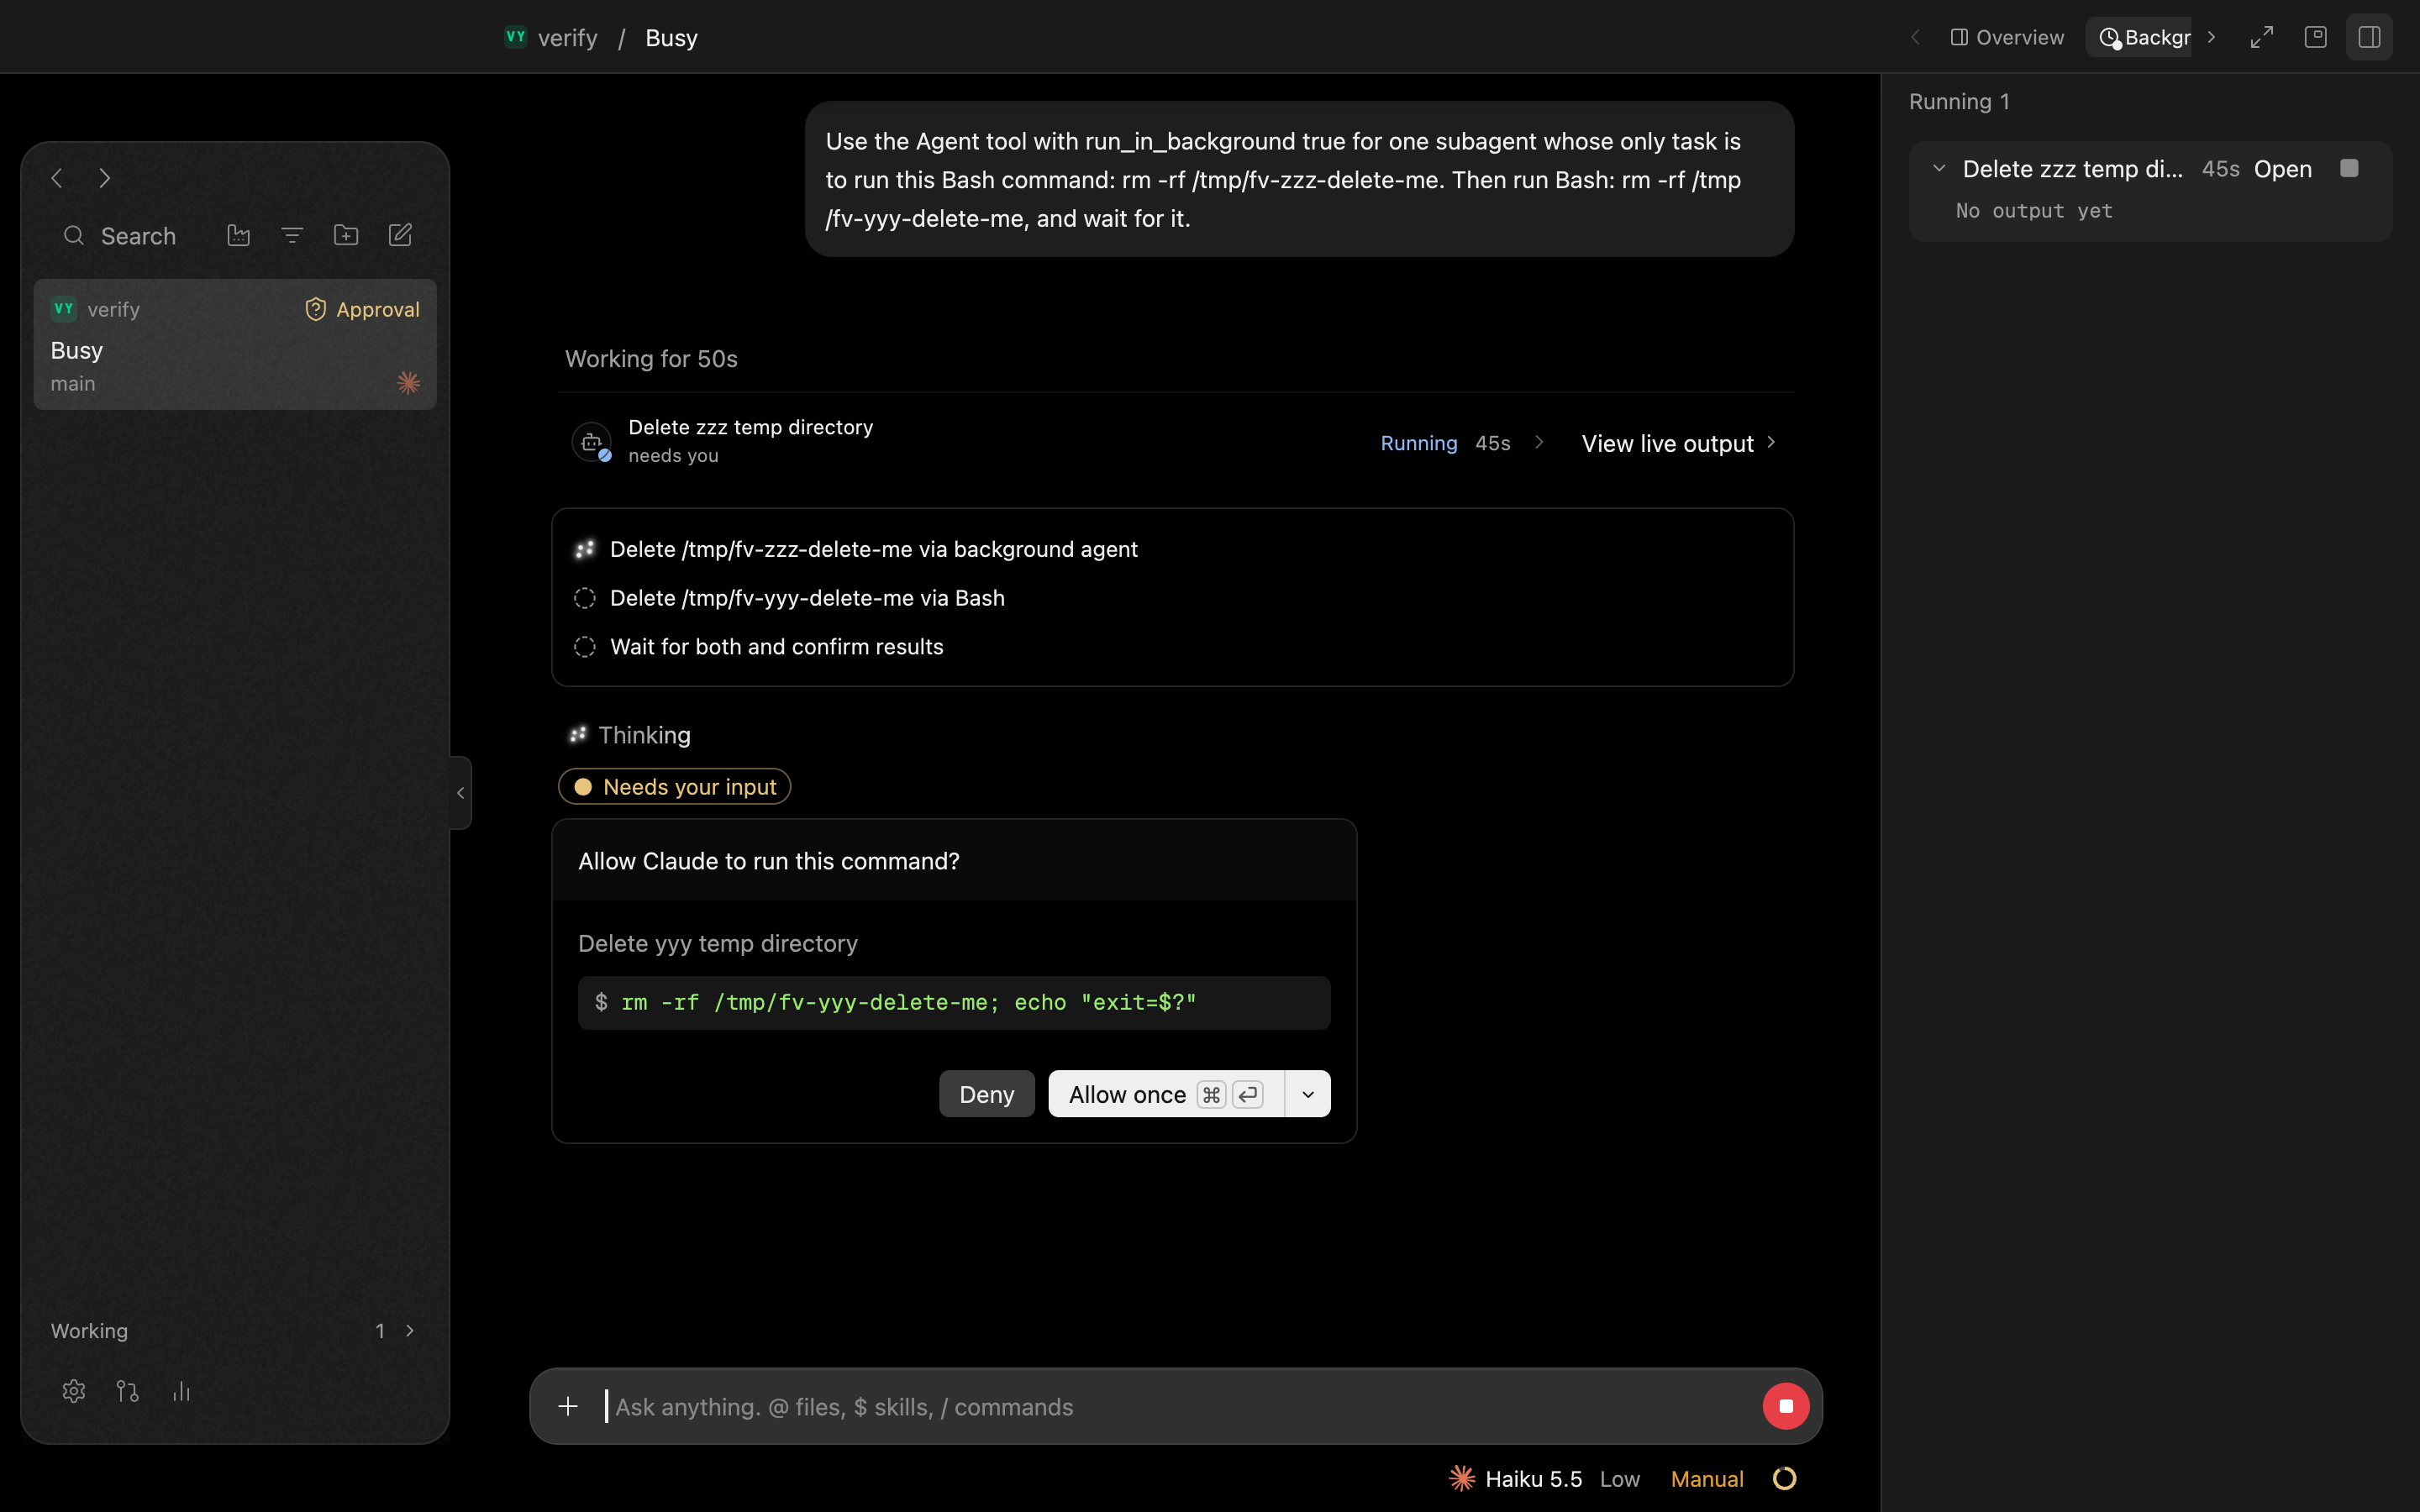 VY verify / Busy
Overview
Backgr
Running 1
Delete zzz temp di... 45s Open
No output yet
Search
VY verify
Approval
Busy
main
Working 1
Use the Agent tool with run_in_background true for one subagent whose only task is
to run this Bash command: rm -rf /tmp/fv-zzz-delete-me. Then run Bash: rm -rf /tmp
/fv-yyy-delete-me, and wait for it.
Working for 50s
Delete zzz temp directory
needs you
Running 45s
View live output
Delete /tmp/fv-zzz-delete-me via background agent
Delete /tmp/fv-yyy-delete-me via Bash
Wait for both and confirm results
Thinking
Needs your input
Allow Claude to run this command?
Delete yyy temp directory
$ rm -rf /tmp/fv-yyy-delete-me; echo "exit=$?"
Deny
Allow once ⌘
Ask anything. @ files, $ skills, / commands
Haiku 5.5 Low Manual